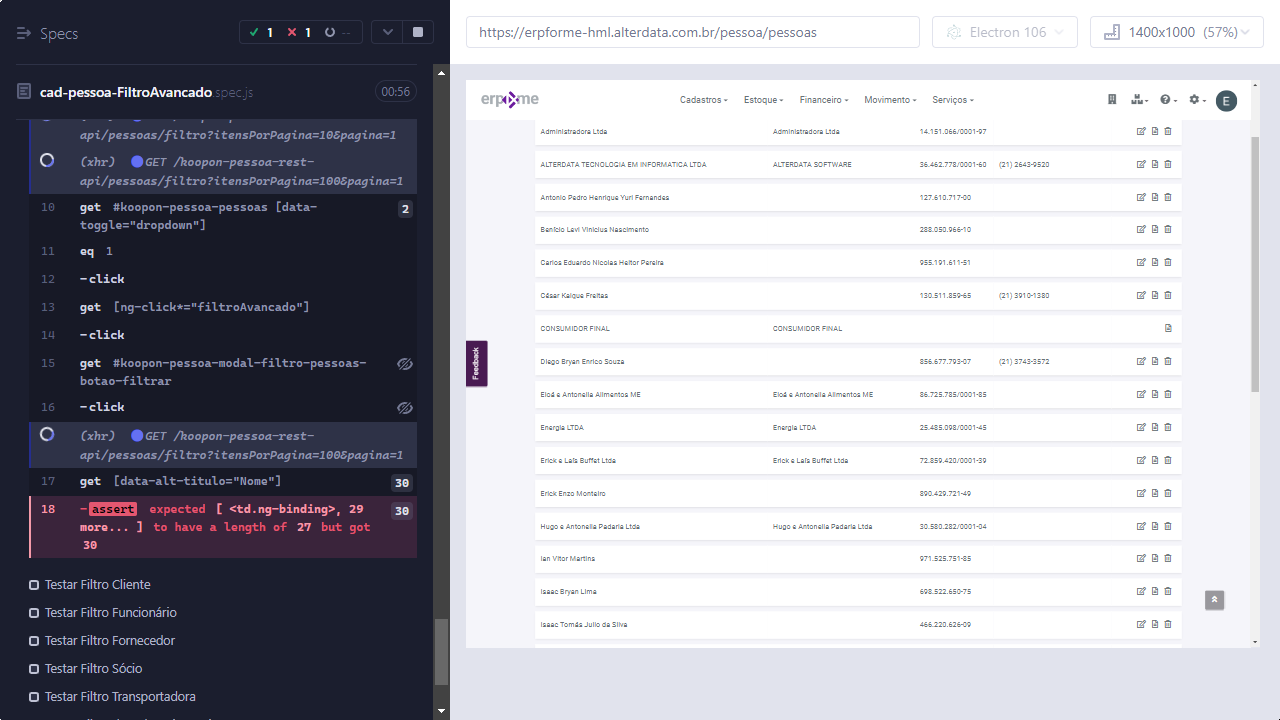 Specs
1
1
--
https://erpforme-hml.alterdata.com.br/pessoa/pessoas
Electron 106
1400x1000 (57%)
cad-pessoa-FiltroAvancado.spec.js
00:56
api/pessoas/filtro?itensPorPagina=10&pagina=1
(xhr) GET /koopon-pessoa-rest-
api/pessoas/filtro?itensPorPagina=100&pagina=1
10 get #koopon-pessoa-pessoas [data-
toggle="dropdown"]
2
11 eq 1
12 -click
13 get [ng-click*="filtroAvancado"]
14 -click
15 get #koopon-pessoa-modal-filtro-pessoas-
botao-filtrar
16 -click
(xhr) GET /koopon-pessoa-rest-
api/pessoas/filtro?itensPorPagina=100&pagina=1
17 get [data-alt-titulo="Nome"] 30
18 -assert expected [ <td.ng-binding>, 29 30
more... ] to have a length of 27 but got
30
Testar Filtro Cliente
Testar Filtro Funcionário
Testar Filtro Fornecedor
Testar Filtro Sócio
Testar Filtro Transportadora
erpme
Cadastros
Estoque
Financeiro
Movimento
Serviços
E
Administradora Ltda Administradora Ltda 14.151.066/0001-97
ALTERDATA TECNOLOGIA EM INFORMATICA LTDA ALTERDATA SOFTWARE 36.462.778/0001-60 (21) 2643-9520
Antonio Pedro Henrique Yuri Fernandes 127.610.717-00
Benício Levi Vinicius Nascimento 288.050.966-10
Carlos Eduardo Nicolas Heitor Pereira 955.191.611-51
César Kaique Freitas 130.511.859-65 (21) 3910-1380
CONSUMIDOR FINAL CONSUMIDOR FINAL
Diego Bryan Enrico Souza 856.677.793-07 (21) 3743-3572
Eloá e Antonella Alimentos ME Eloá e Antonella Alimentos ME 86.725.785/0001-85
Energia LTDA Energia LTDA 25.485.098/0001-45
Erick e Laís Buffet Ltda Erick e Laís Buffet Ltda 72.859.420/0001-39
Erick Enzo Monteiro 890.429.721-49
Hugo e Antonella Padaria Ltda Hugo e Antonella Padaria Ltda 30.580.282/0001-04
Ian Vitor Martins 971.525.751-85
Isaac Bryan Lima 698.522.650-75
Isaac Tomás Julio da Silva 466.220.626-09
Feedback